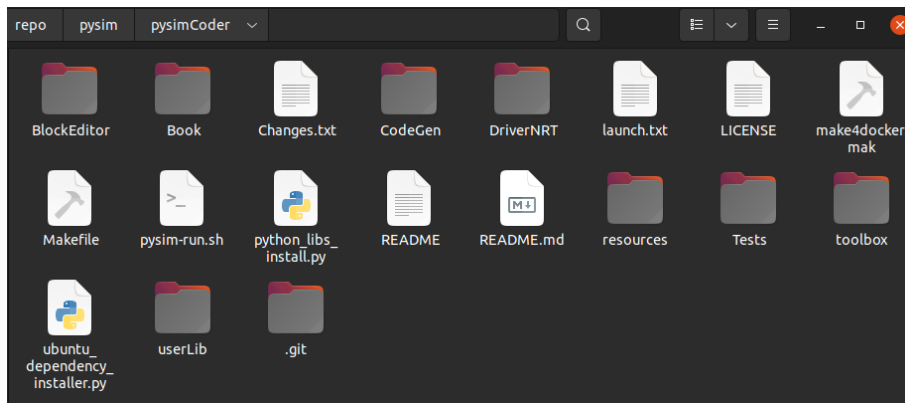 repo pysim pysimCoder
BlockEditor Book Changes.txt CodeGen DriverNRT launch.txt LICENSE make4docker.
mak
Makefile pysim-run.sh python_libs_ README README.md resources Tests toolbox
install.py
ubuntu_ userLib .git
dependency_
installer.py